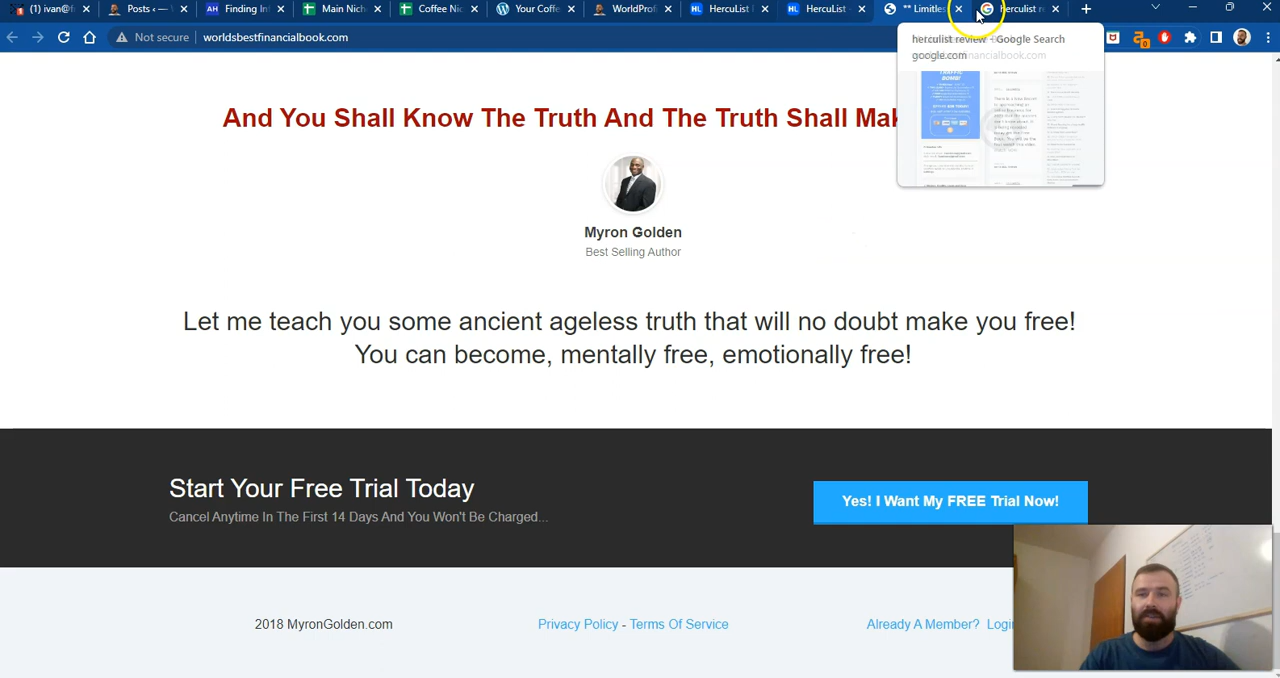 (1) ivan@f
Posts ‹ — \
Finding In
Main Nich
Coffee Nic
Your Coffe
WorldProf
HercuList
HercuList -
** Limitles
herculist re
Not secure
worldsbestfinancialbook.com
herculist review - Google Search
google.com
And You Shall Know The Truth And The Truth Shall Mak
TRAFFIC
BOMB!
Myron Golden
Best Selling Author
Let me teach you some ancient ageless truth that will no doubt make you free!
You can become, mentally free, emotionally free!
Start Your Free Trial Today
Cancel Anytime In The First 14 Days And You Won't Be Charged...
Yes! I Want My FREE Trial Now!
2018 MyronGolden.com
Privacy Policy - Terms Of Service
Already A Member? Login